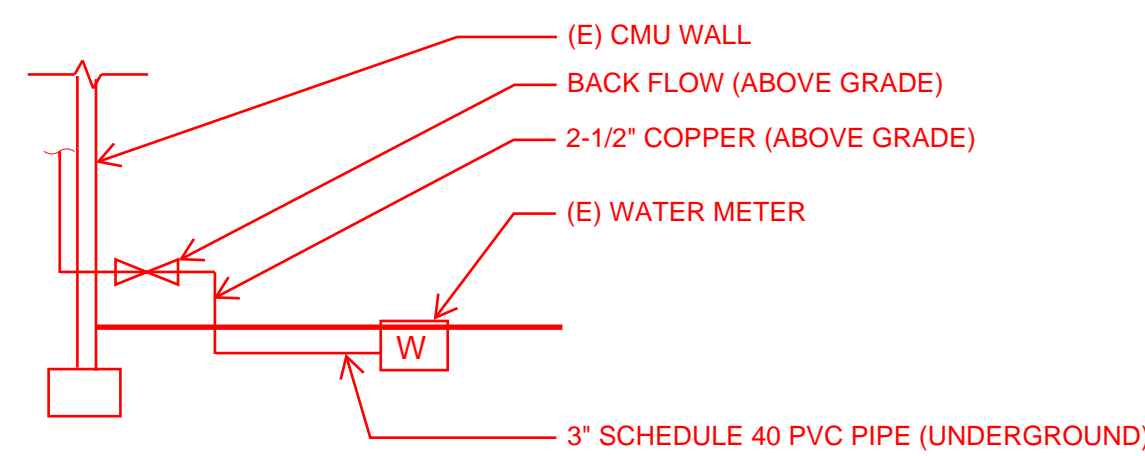 (E) CMU WALL
BACK FLOW (ABOVE GRADE)
2-1/2" COPPER (ABOVE GRADE)
(E) WATER METER
W
3" SCHEDULE 40 PVC PIPE (UNDERGROUND)